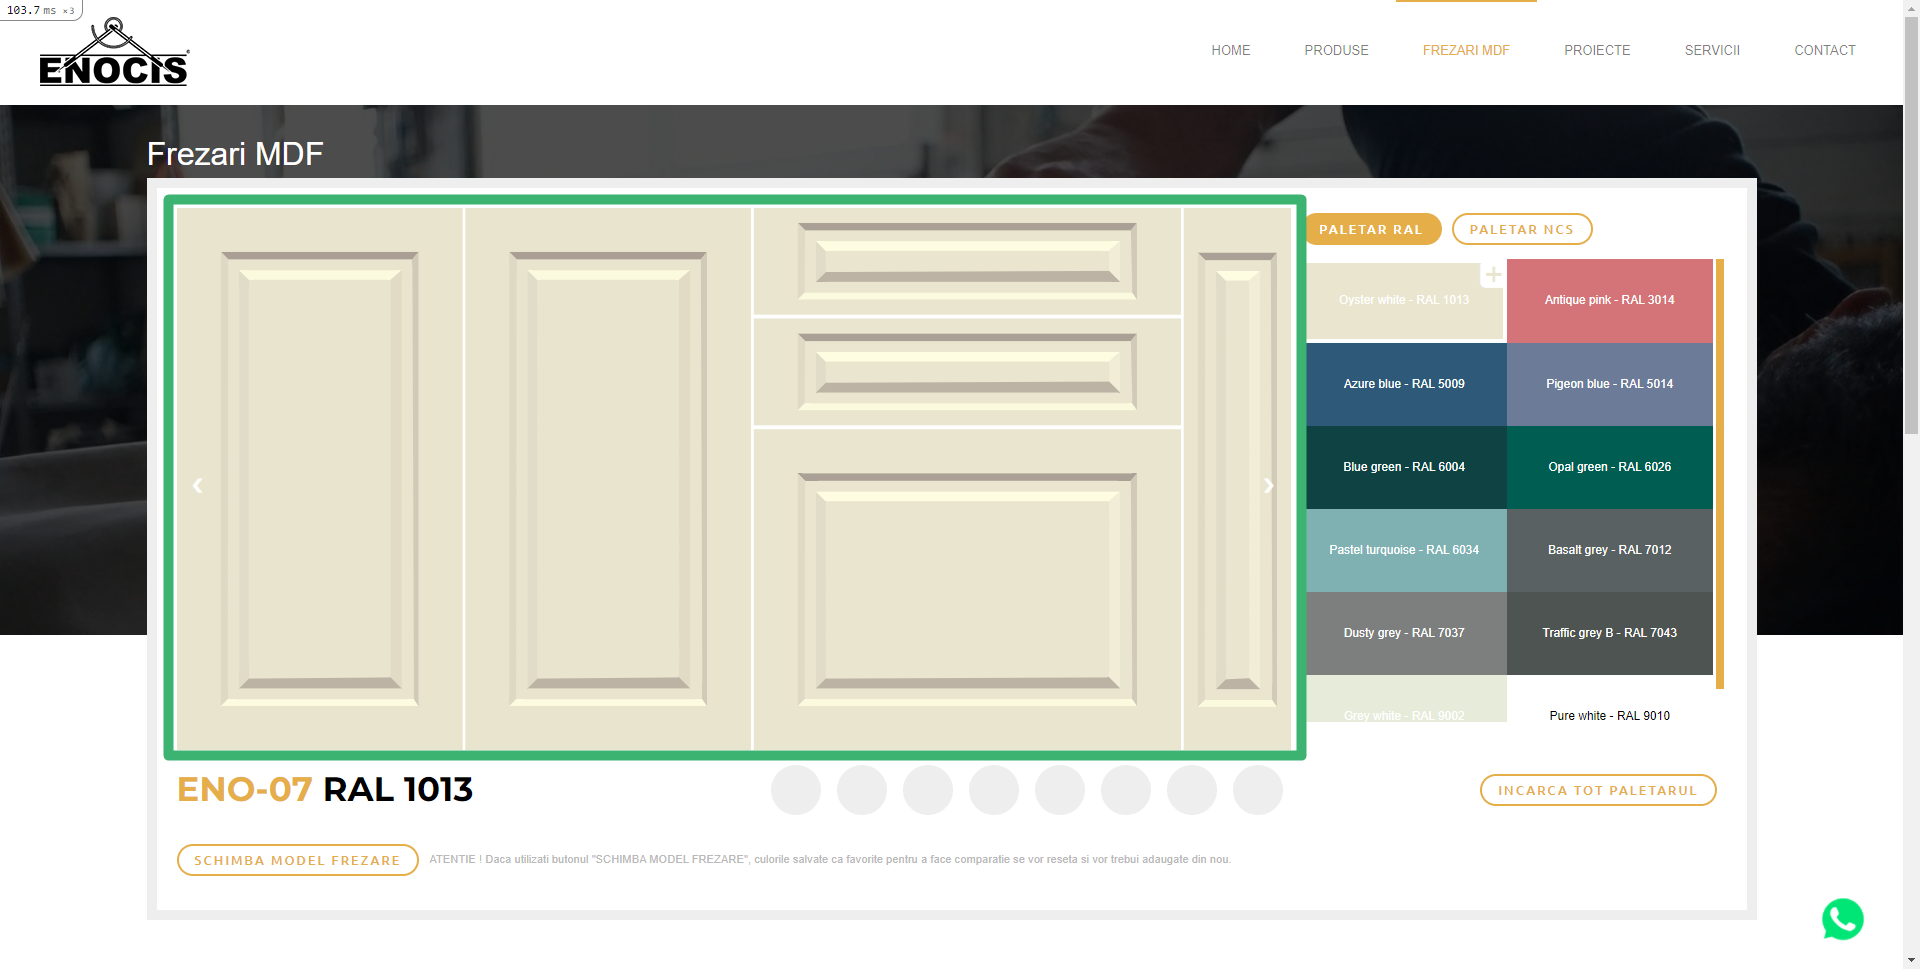 103.7 ms ×3
ENOCIS
HOME
PRODUSE
FREZARI MDF
PROIECTE
SERVICII
CONTACT
Frezari MDF
PALETAR RAL
PALETAR NCS
Oyster white - RAL 1013
Antique pink - RAL 3014
Azure blue - RAL 5009
Pigeon blue - RAL 5014
Blue green - RAL 6004
Opal green - RAL 6026
Pastel turquoise - RAL 6034
Basalt grey - RAL 7012
Dusty grey - RAL 7037
Traffic grey B - RAL 7043
Grey white - RAL 9002
Pure white - RAL 9010
ENO-07 RAL 1013
INCARCA TOT PALETARUL
SCHIMBA MODEL FREZARE
ATENTIE ! Daca utilizati butonul "SCHIMBA MODEL FREZARE", culorile salvate ca favorite pentru a face comparatie se vor reseta si vor trebui adaugate din nou.